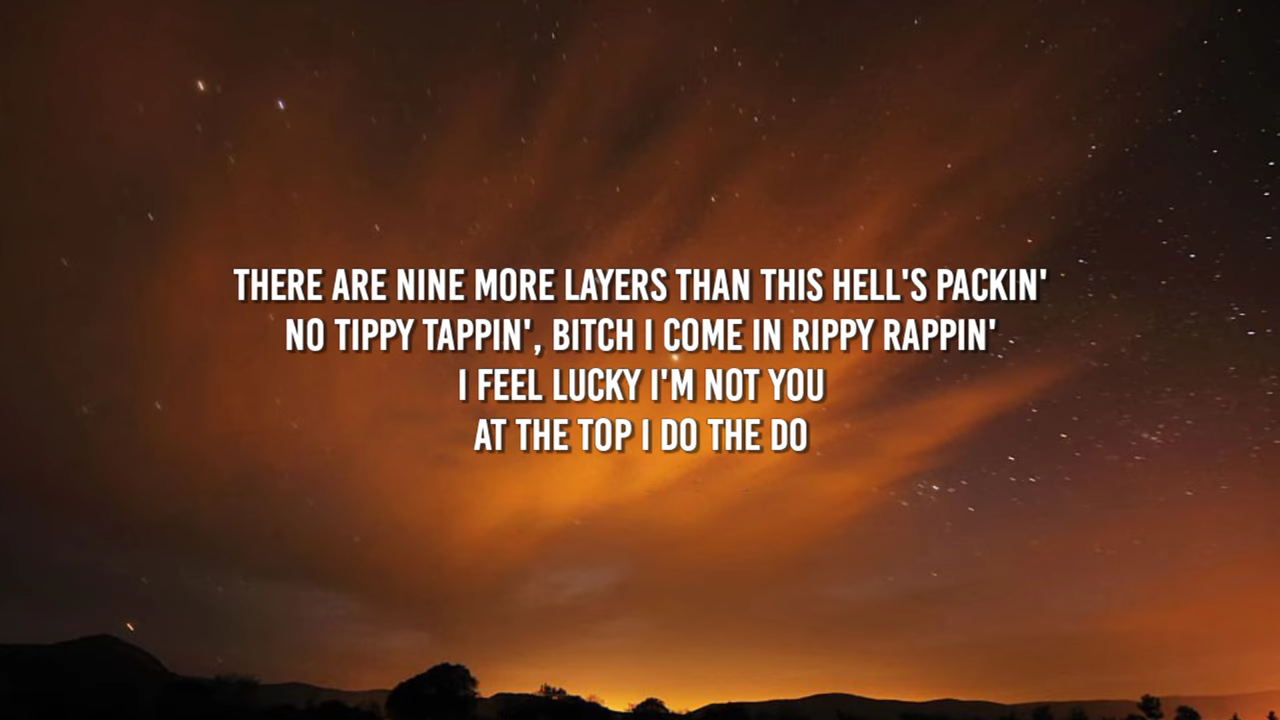 THERE ARE NINE MORE LAYERS THAN THIS HELL'S PACKIN'
NO TIPPY TAPPIN', BITCH I COME IN RIPPY RAPPIN'
I FEEL LUCKY I'M NOT YOU
AT THE TOP I DO THE DO